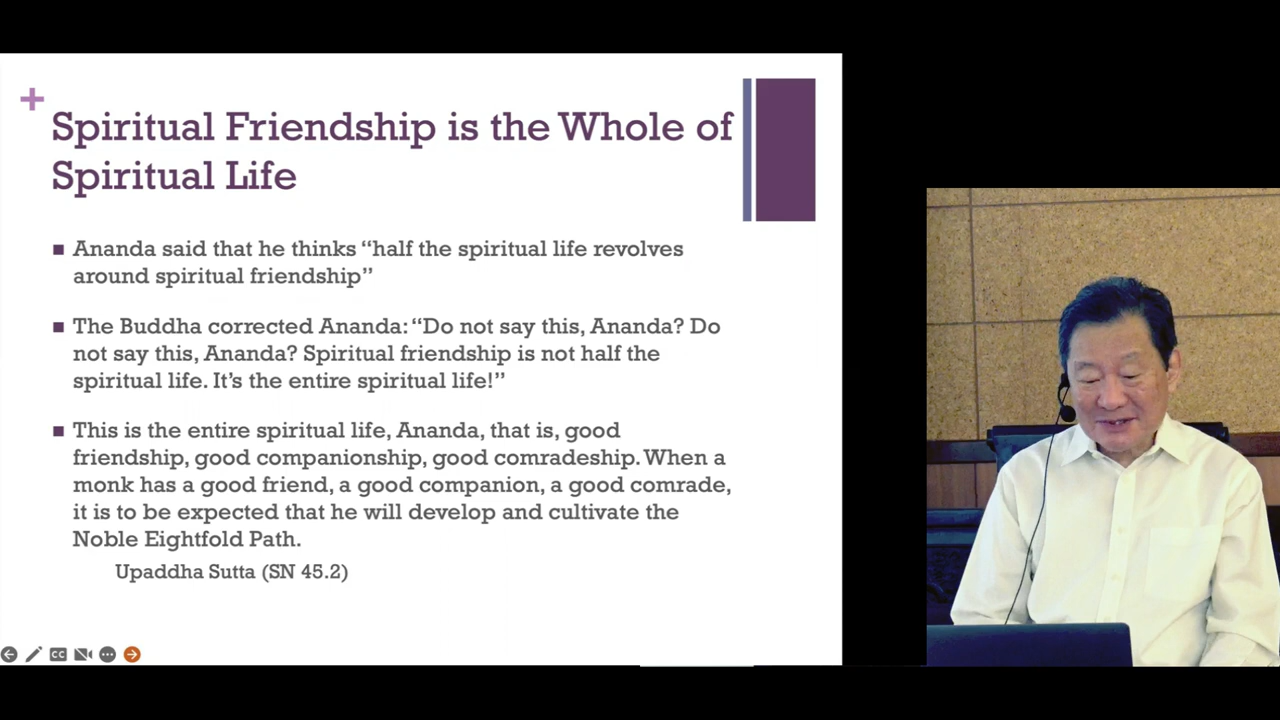 +
Spiritual Friendship is the Whole of
Spiritual Life
■ Ananda said that he thinks “half the spiritual life revolves
around spiritual friendship”
■ The Buddha corrected Ananda: “Do not say this, Ananda? Do
not say this, Ananda? Spiritual friendship is not half the
spiritual life. It’s the entire spiritual life!”
■ This is the entire spiritual life, Ananda, that is, good
friendship, good companionship, good comradeship. When a
monk has a good friend, a good companion, a good comrade,
it is to be expected that he will develop and cultivate the
Noble Eightfold Path.
Upaddha Sutta (SN 45.2)
CC